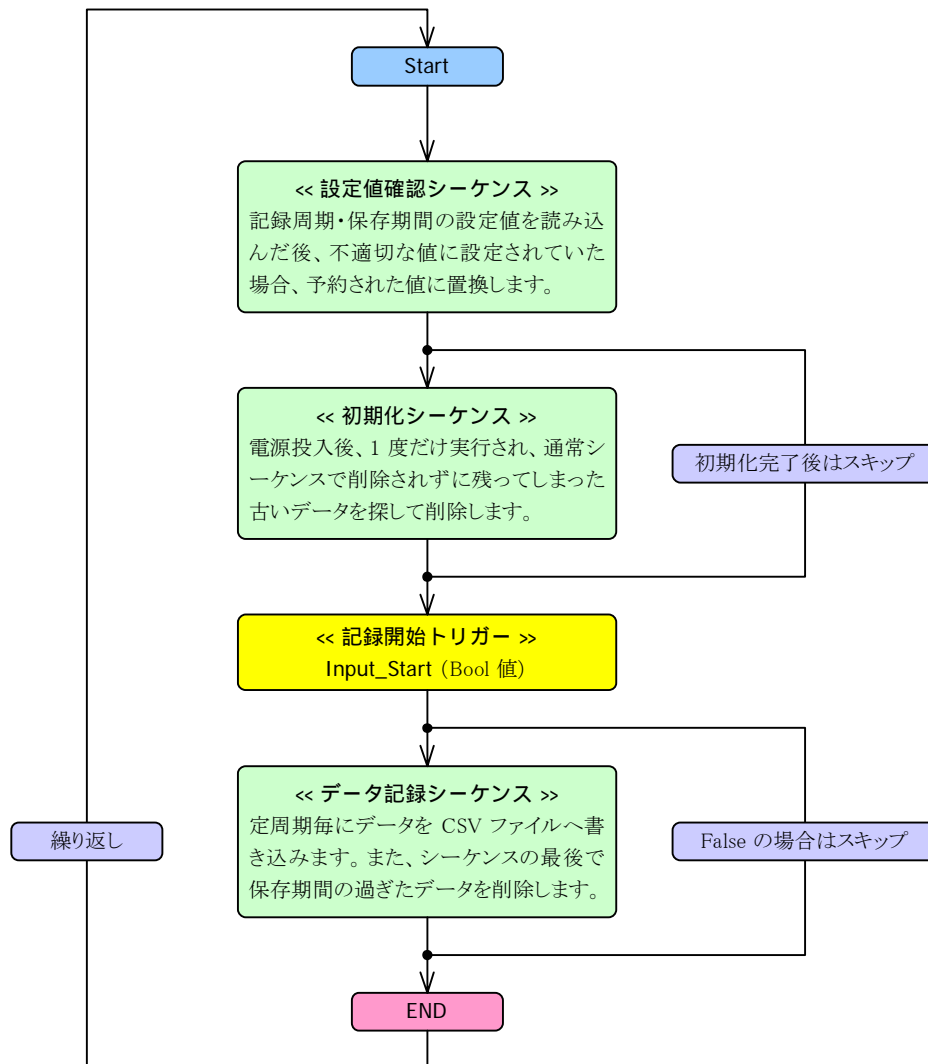 Start
<< 設定値確認シーケンス >>
記録周期・保存期間の設定値を読み込
んだ後、不適切な値に設定されていた
場合、予約された値に置換します。
<< 初期化シーケンス >>
電源投入後、1 度だけ実行され、通常シ
ーケンスで削除されずに残ってしまった
古いデータを探して削除します。
初期化完了後はスキップ
<< 記録開始トリガー >>
Input_Start (Bool 値)
<< データ記録シーケンス >>
定周期毎にデータを CSV ファイルへ書
き込みます。また、シーケンスの最後で
保存期間の過ぎたデータを削除します。
繰り返し
False の場合はスキップ
END